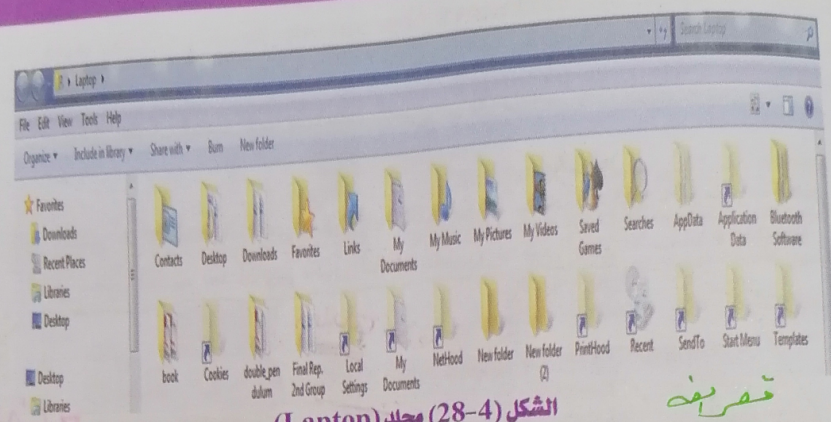 Laptop
Search Laptop
File Edit View Tools Help
Organize Include in library Share with Burn New folder
Favorites
Downloads
Recent Places
Libraries
Desktop
Desktop
Libraries
Contacts Desktop Downloads Favorites Links My Documents My Music My Pictures My Videos Saved Games Searches AppData Application Data Bluetooth Software
book Cookies double_pendulum Final Rep. 2nd Group Local Settings My Documents NetHood New folder New folder (2) PrintHood Recent SendTo Start Menu Templates
الشكل (4-28) مجلد (Laptop)